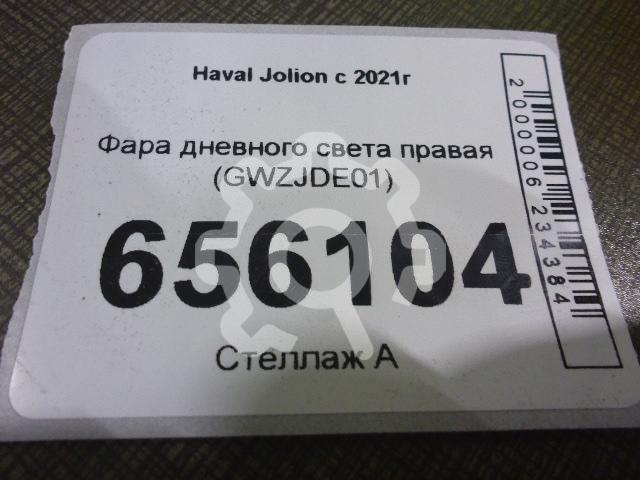 Haval Jolion с 2021г
Фара дневного света правая
(GWZJDE01)
656104
Стеллаж А
2000006234384